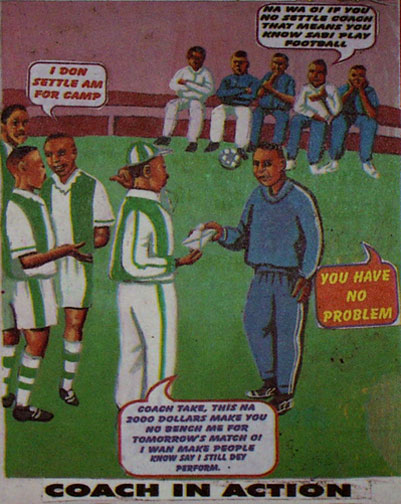 NA WA O! IF YOU
NO SETTLE COACH
THAT MEANS YOU
KNOW SABI PLAY
FOOTBALL
I DON
SETTLE AM
FOR CAMP
YOU HAVE
NO
PROBLEM
COACH TAKE, THIS NA
2000 DOLLARS MAKE YOU
NO BENCH ME FOR
TOMORROW'S MATCH O!
I WAN MAKE PEOPLE
KNOW SAY I STILL DEY
PERFORM.
COACH IN ACTION